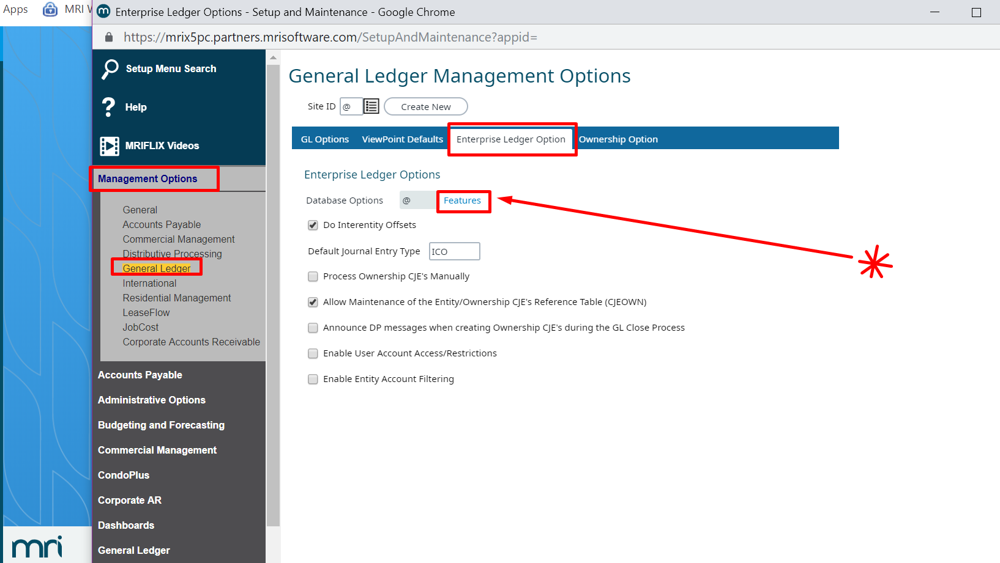 Apps MRI W
Enterprise Ledger Options - Setup and Maintenance - Google Chrome
https://mrix5pc.partners.mrisoftware.com/SetupAndMaintenance?appid=
Setup Menu Search
Help
MRIFLIX Videos
Management Options
General
Accounts Payable
Commercial Management
Distributive Processing
General Ledger
International
Residential Management
LeaseFlow
JobCost
Corporate Accounts Receivable
Accounts Payable
Administrative Options
Budgeting and Forecasting
Commercial Management
CondoPlus
Corporate AR
Dashboards
General Ledger
General Ledger Management Options
Site ID @ Create New
GL Options ViewPoint Defaults Enterprise Ledger Option Ownership Option
Enterprise Ledger Options
Database Options @ Features
Do Interentity Offsets
Default Journal Entry Type ICO
Process Ownership CJE's Manually
Allow Maintenance of the Entity/Ownership CJE's Reference Table (CJEOWN)
Announce DP messages when creating Ownership CJE's during the GL Close Process
Enable User Account Access/Restrictions
Enable Entity Account Filtering
mri